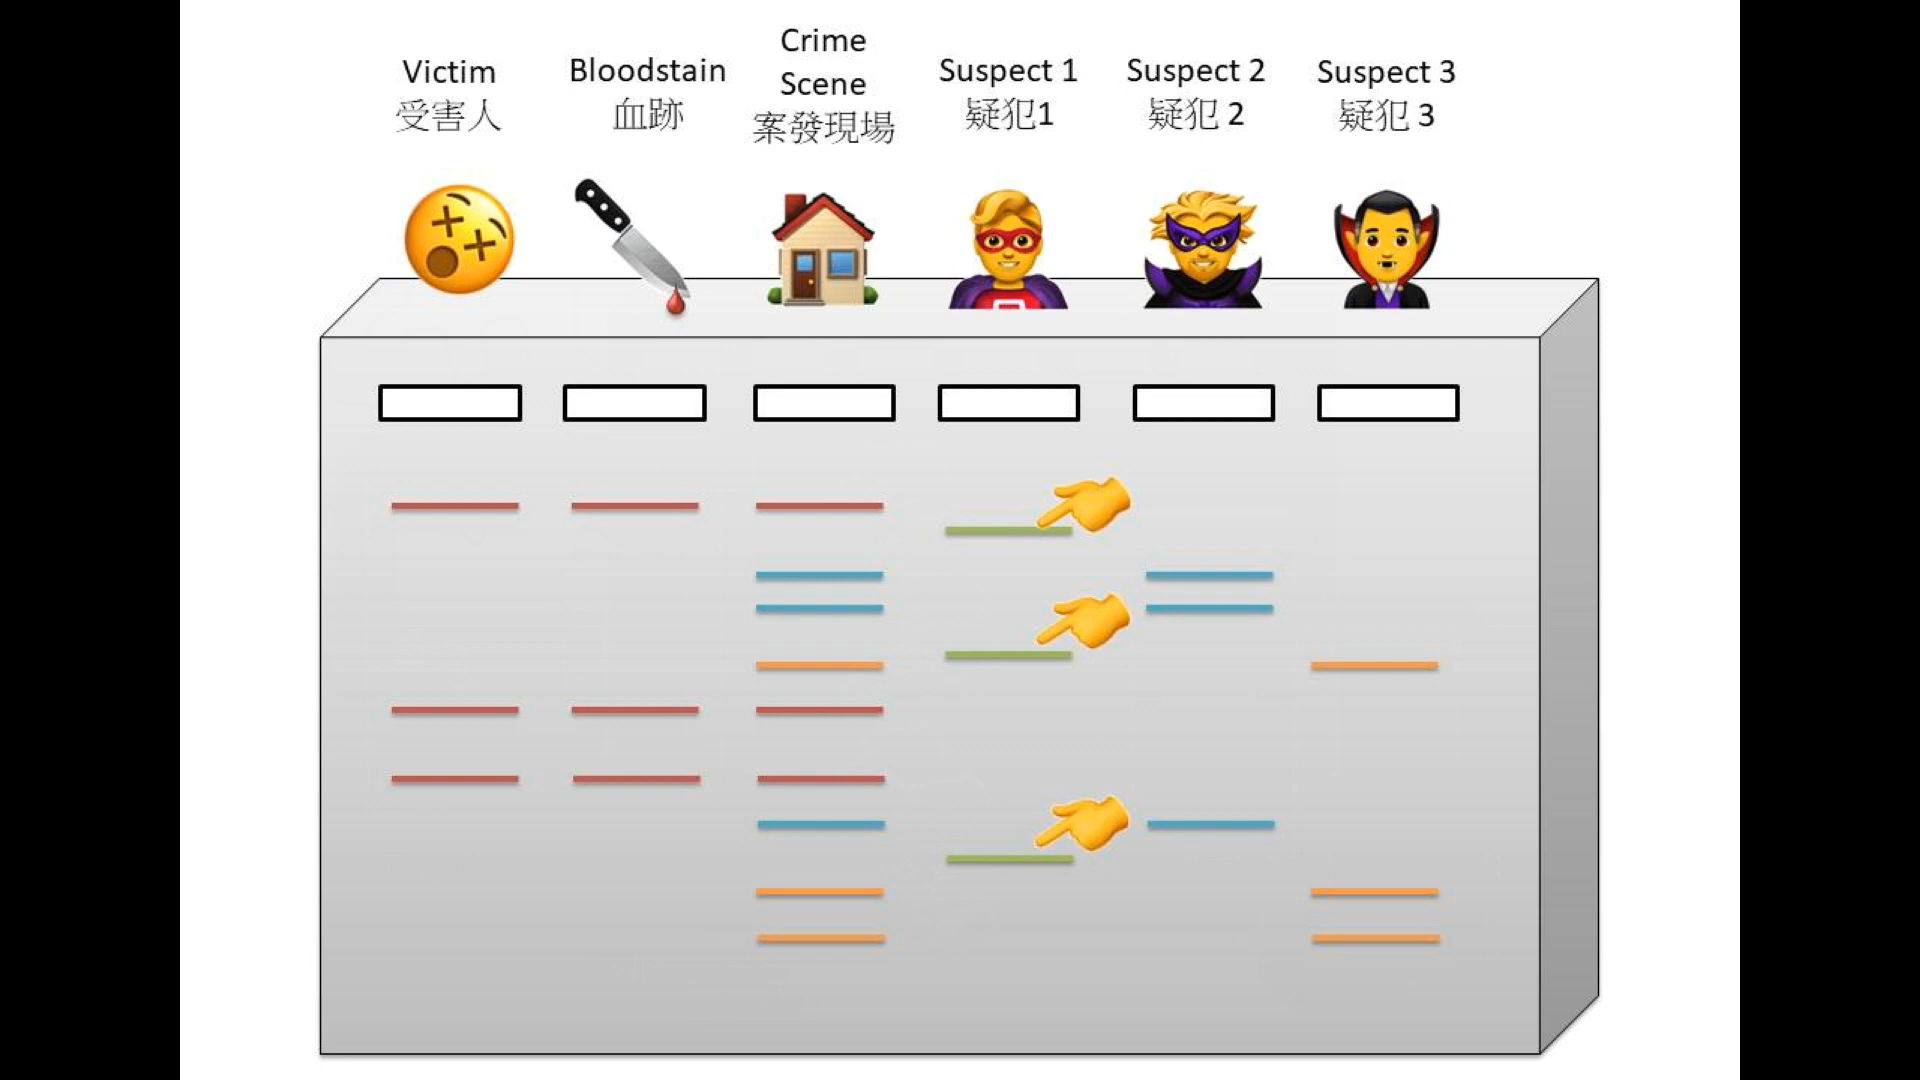 Victim
受害人
Bloodstain
血跡
Crime
Scene
案發現場
Suspect 1
疑犯1
Suspect 2
疑犯 2
Suspect 3
疑犯 3